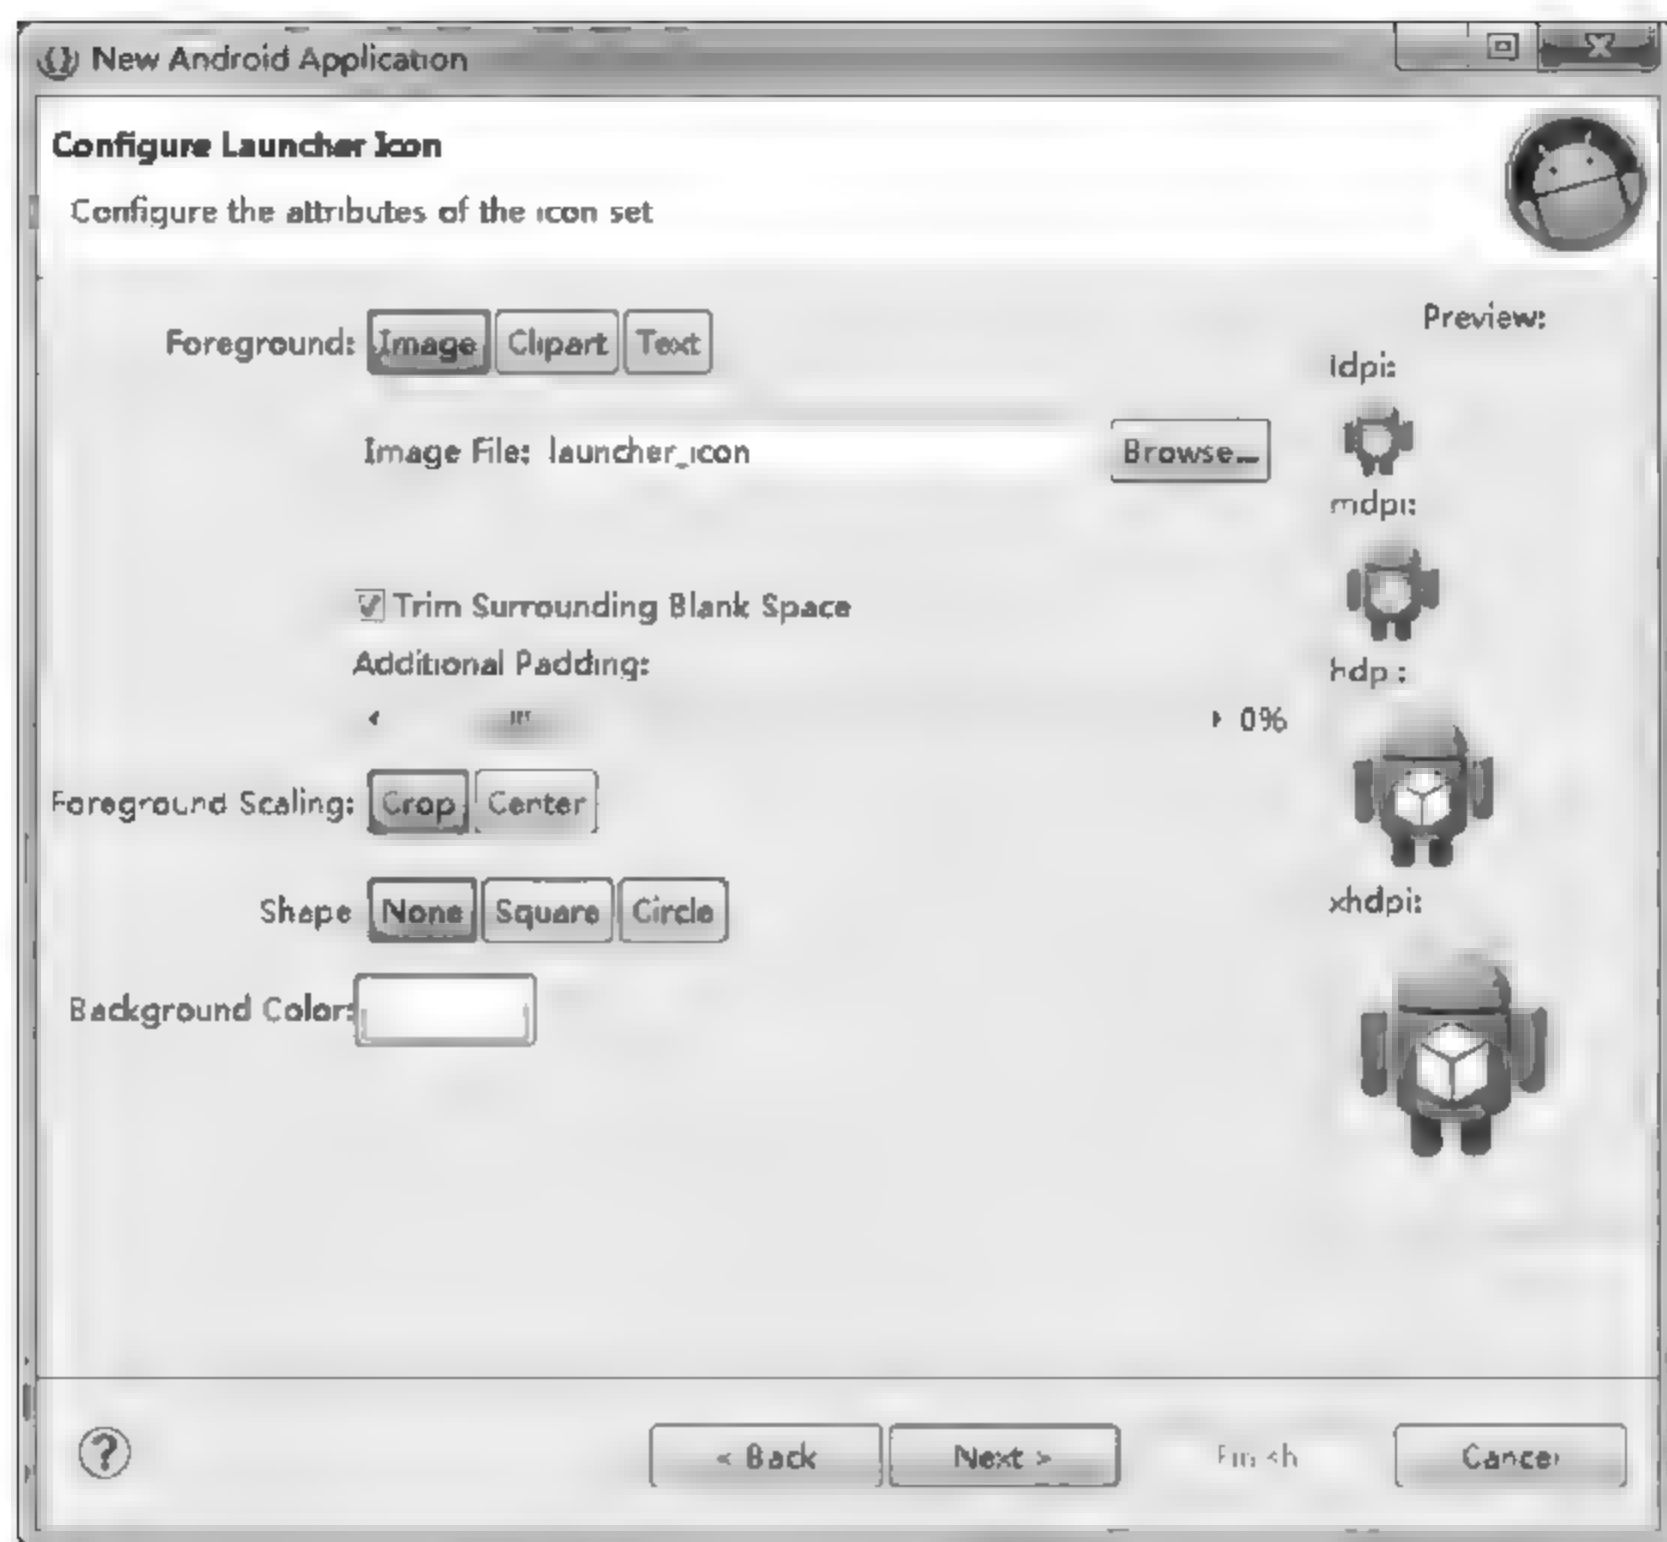 New Android Application
Configure Launcher Icon
Configure the attributes of the icon set
Foreground: Image Clipart Text
Preview:
ldpi:
Image File: launcher_icon Browse...
mdpi:
Trim Surrounding Blank Space
Additional Padding:
hdpi:
0%
Foreground Scaling: Crop Center
xhdpi:
Shape None Square Circle
Background Color:
? < Back Next > Finish Cancel